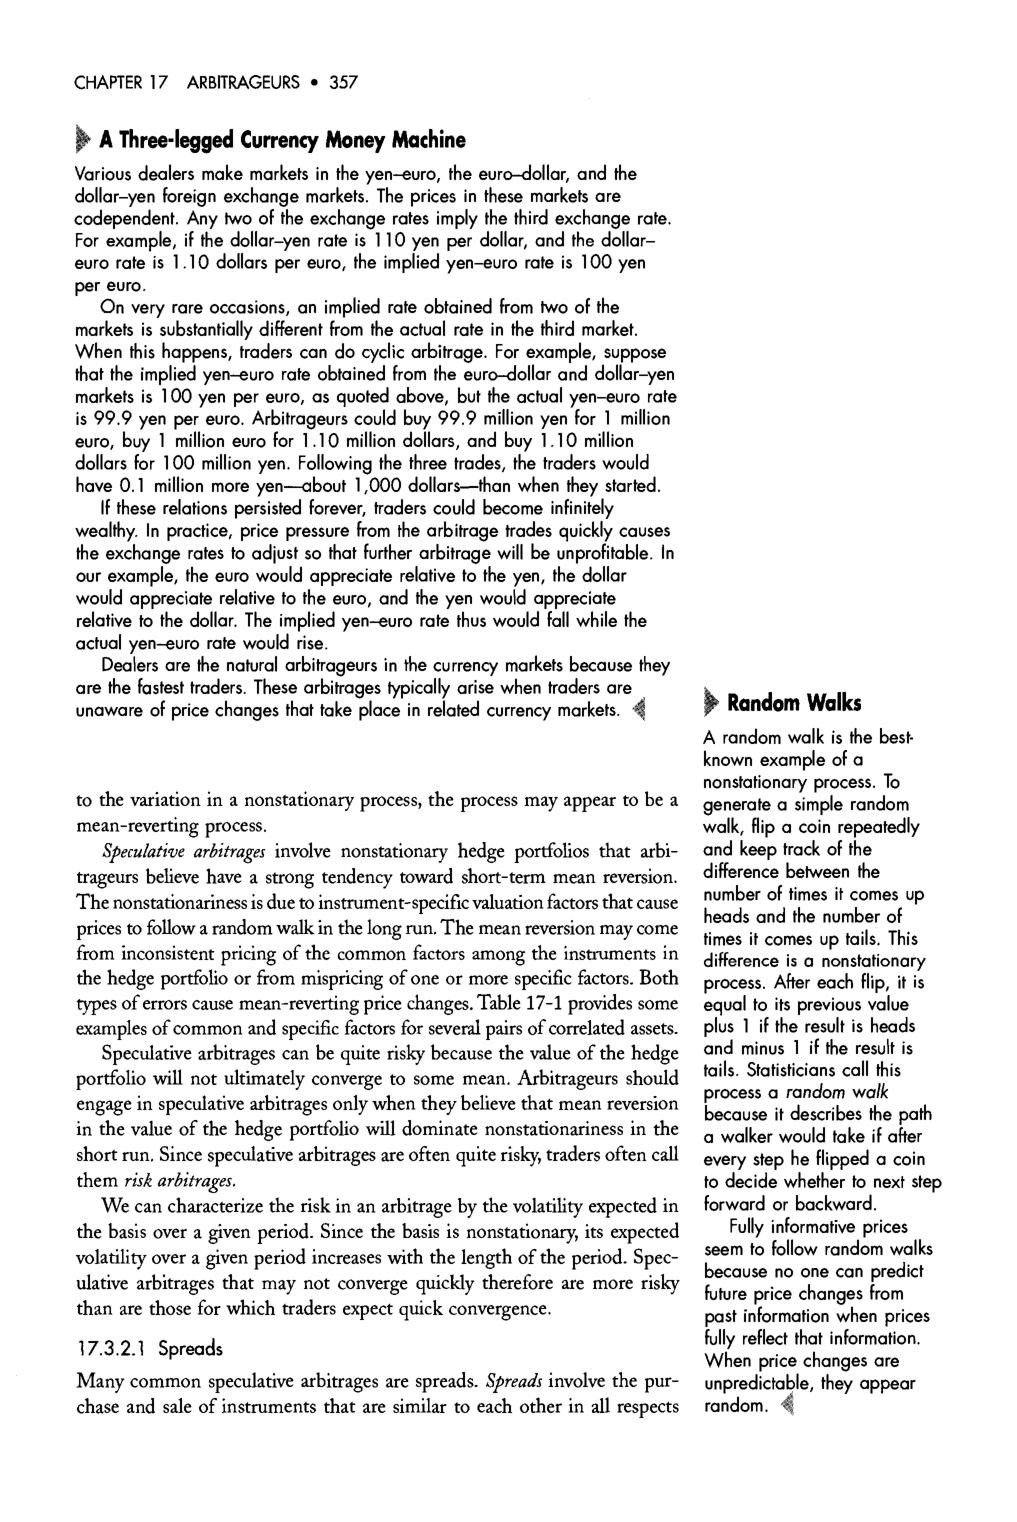 CHAPTER 17 ARBITRAGEURS • 357
A Three-legged Currency Money Machine
Various dealers make markets in the yen–euro, the euro–dollar, and the
dollar–yen foreign exchange markets. The prices in these markets are
codependent. Any two of the exchange rates imply the third exchange rate.
For example, if the dollar–yen rate is 110 yen per dollar, and the dollar–
euro rate is 1.10 dollars per euro, the implied yen–euro rate is 100 yen
per euro.
On very rare occasions, an implied rate obtained from two of the
markets is substantially different from the actual rate in the third market.
When this happens, traders can do cyclic arbitrage. For example, suppose
that the implied yen–euro rate obtained from the euro–dollar and dollar–yen
markets is 100 yen per euro, as quoted above, but the actual yen–euro rate
is 99.9 yen per euro. Arbitrageurs could buy 99.9 million yen for 1 million
euro, buy 1 million euro for 1.10 million dollars, and buy 1.10 million
dollars for 100 million yen. Following the three trades, the traders would
have 0.1 million more yen—about 1,000 dollars—than when they started.
If these relations persisted forever, traders could become infinitely
wealthy. In practice, price pressure from the arbitrage trades quickly causes
the exchange rates to adjust so that further arbitrage will be unprofitable. In
our example, the euro would appreciate relative to the yen, the dollar
would appreciate relative to the euro, and the yen would appreciate
relative to the dollar. The implied yen–euro rate thus would fall while the
actual yen–euro rate would rise.
Dealers are the natural arbitrageurs in the currency markets because they
are the fastest traders. These arbitrages typically arise when traders are
unaware of price changes that take place in related currency markets.
to the variation in a nonstationary process, the process may appear to be a
mean-reverting process.
Speculative arbitrages involve nonstationary hedge portfolios that arbi-
trageurs believe have a strong tendency toward short-term mean reversion.
The nonstationariness is due to instrument-specific valuation factors that cause
prices to follow a random walk in the long run. The mean reversion may come
from inconsistent pricing of the common factors among the instruments in
the hedge portfolio or from mispricing of one or more specific factors. Both
types of errors cause mean-reverting price changes. Table 17-1 provides some
examples of common and specific factors for several pairs of correlated assets.
Speculative arbitrages can be quite risky because the value of the hedge
portfolio will not ultimately converge to some mean. Arbitrageurs should
engage in speculative arbitrages only when they believe that mean reversion
in the value of the hedge portfolio will dominate nonstationariness in the
short run. Since speculative arbitrages are often quite risky, traders often call
them risk arbitrages.
We can characterize the risk in an arbitrage by the volatility expected in
the basis over a given period. Since the basis is nonstationary, its expected
volatility over a given period increases with the length of the period. Spec-
ulative arbitrages that may not converge quickly therefore are more risky
than are those for which traders expect quick convergence.
17.3.2.1 Spreads
Many common speculative arbitrages are spreads. Spreads involve the pur-
chase and sale of instruments that are similar to each other in all respects
Random Walks
A random walk is the best-
known example of a
nonstationary process. To
generate a simple random
walk, flip a coin repeatedly
and keep track of the
difference between the
number of times it comes up
heads and the number of
times it comes up tails. This
difference is a nonstationary
process. After each flip, it is
equal to its previous value
plus 1 if the result is heads
and minus 1 if the result is
tails. Statisticians call this
process a random walk
because it describes the path
a walker would take if after
every step he flipped a coin
to decide whether to next step
forward or backward.
Fully informative prices
seem to follow random walks
because no one can predict
future price changes from
past information when prices
fully reflect that information.
When price changes are
unpredictable, they appear
random.